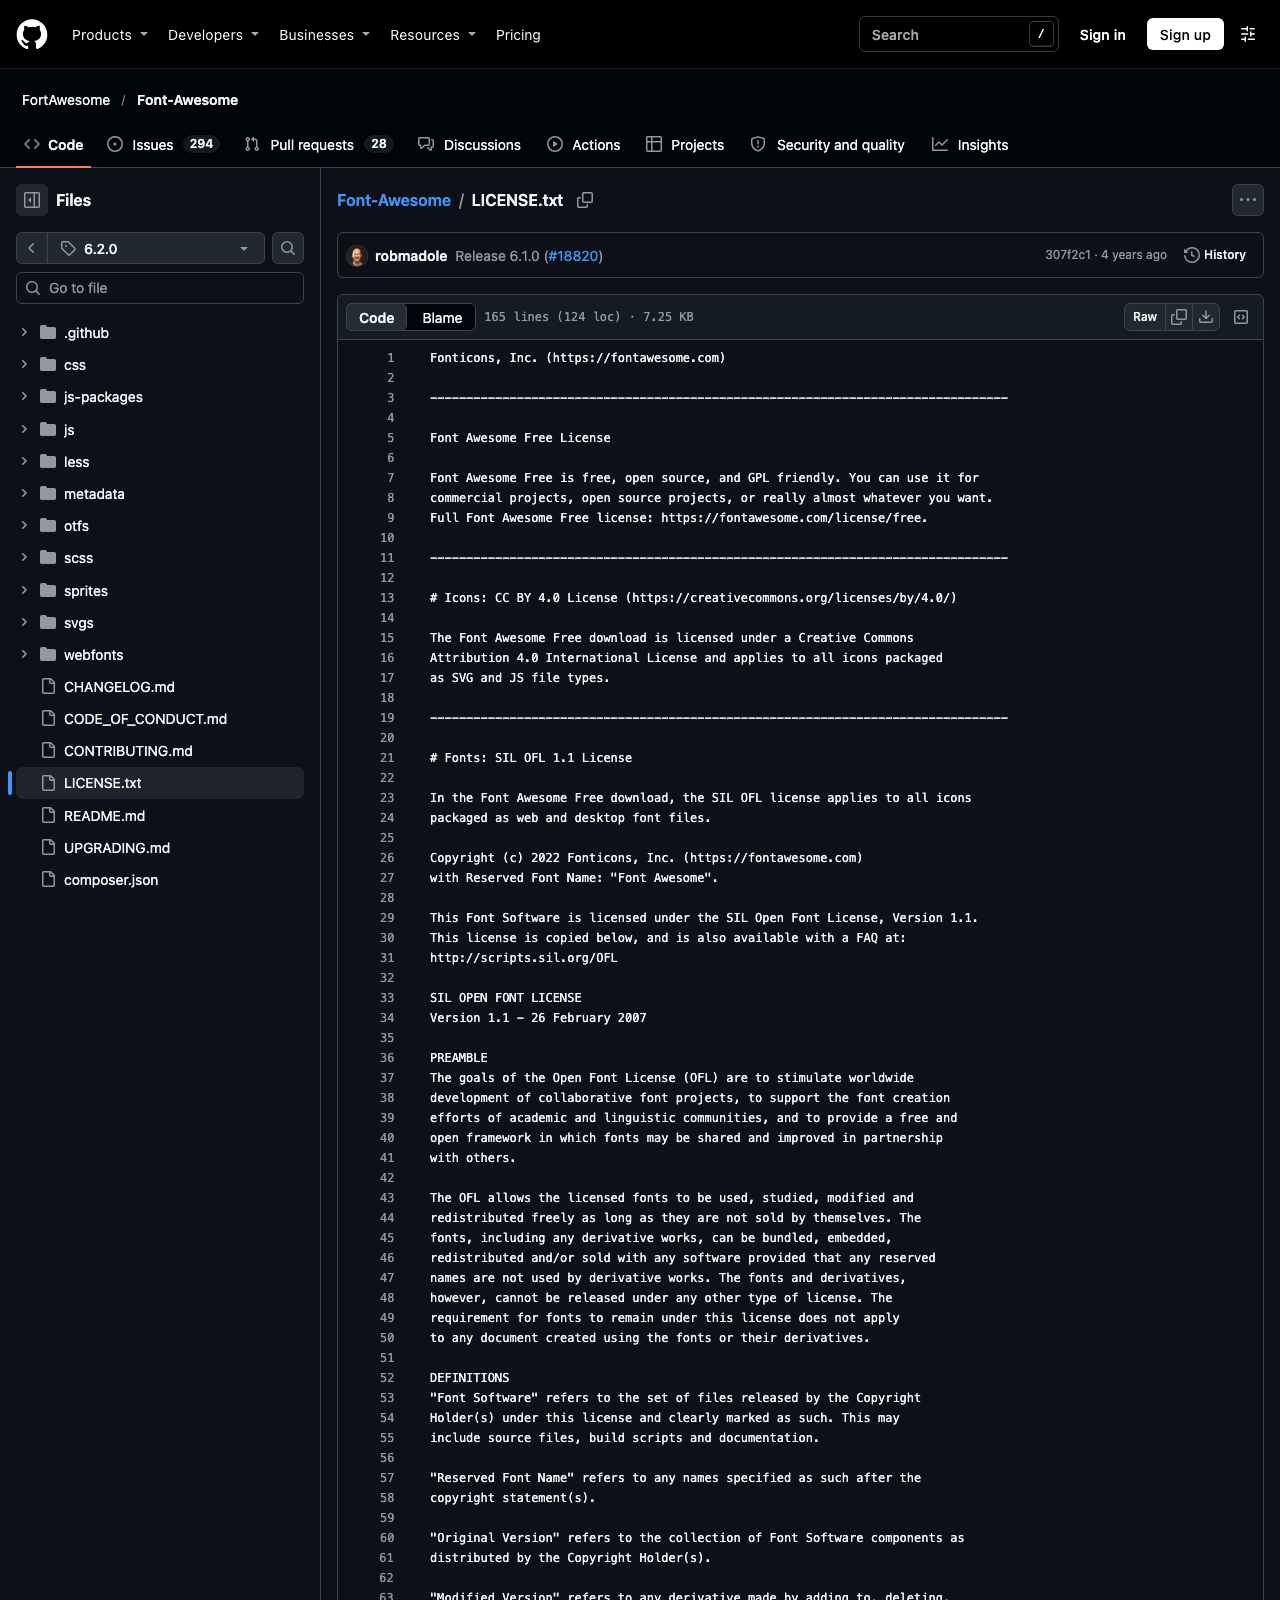 Products
Developers
Businesses
Resources
Pricing
Search
/
Sign in
Sign up
FortAwesome / Font-Awesome
Code
Issues 294
Pull requests 28
Discussions
Actions
Projects
Security and quality
Insights
Files
6.2.0
Go to file
.github
css
js-packages
js
less
metadata
otfs
scss
sprites
svgs
webfonts
CHANGELOG.md
CODE_OF_CONDUCT.md
CONTRIBUTING.md
LICENSE.txt
README.md
UPGRADING.md
composer.json
Font-Awesome / LICENSE.txt
robmadole Release 6.1.0 (#18820)
307f2c1 · 4 years ago
History
Code
Blame
165 lines (124 loc) · 7.25 KB
Raw
1 Fonticons, Inc. (https://fontawesome.com)
2
3 --------------------------------------------------------------------------------
4
5 Font Awesome Free License
6
7 Font Awesome Free is free, open source, and GPL friendly. You can use it for
8 commercial projects, open source projects, or really almost whatever you want.
9 Full Font Awesome Free license: https://fontawesome.com/license/free.
10
11 --------------------------------------------------------------------------------
12
13 # Icons: CC BY 4.0 License (https://creativecommons.org/licenses/by/4.0/)
14
15 The Font Awesome Free download is licensed under a Creative Commons
16 Attribution 4.0 International License and applies to all icons packaged
17 as SVG and JS file types.
18
19 --------------------------------------------------------------------------------
20
21 # Fonts: SIL OFL 1.1 License
22
23 In the Font Awesome Free download, the SIL OFL license applies to all icons
24 packaged as web and desktop font files.
25
26 Copyright (c) 2022 Fonticons, Inc. (https://fontawesome.com)
27 with Reserved Font Name: "Font Awesome".
28
29 This Font Software is licensed under the SIL Open Font License, Version 1.1.
30 This license is copied below, and is also available with a FAQ at:
31 http://scripts.sil.org/OFL
32
33 SIL OPEN FONT LICENSE
34 Version 1.1 - 26 February 2007
35
36 PREAMBLE
37 The goals of the Open Font License (OFL) are to stimulate worldwide
38 development of collaborative font projects, to support the font creation
39 efforts of academic and linguistic communities, and to provide a free and
40 open framework in which fonts may be shared and improved in partnership
41 with others.
42
43 The OFL allows the licensed fonts to be used, studied, modified and
44 redistributed freely as long as they are not sold by themselves. The
45 fonts, including any derivative works, can be bundled, embedded,
46 redistributed and/or sold with any software provided that any reserved
47 names are not used by derivative works. The fonts and derivatives,
48 however, cannot be released under any other type of license. The
49 requirement for fonts to remain under this license does not apply
50 to any document created using the fonts or their derivatives.
51
52 DEFINITIONS
53 "Font Software" refers to the set of files released by the Copyright
54 Holder(s) under this license and clearly marked as such. This may
55 include source files, build scripts and documentation.
56
57 "Reserved Font Name" refers to any names specified as such after the
58 copyright statement(s).
59
60 "Original Version" refers to the collection of Font Software components as
61 distributed by the Copyright Holder(s).
62
63 "Modified Version" refers to any derivative made by adding to, deleting,